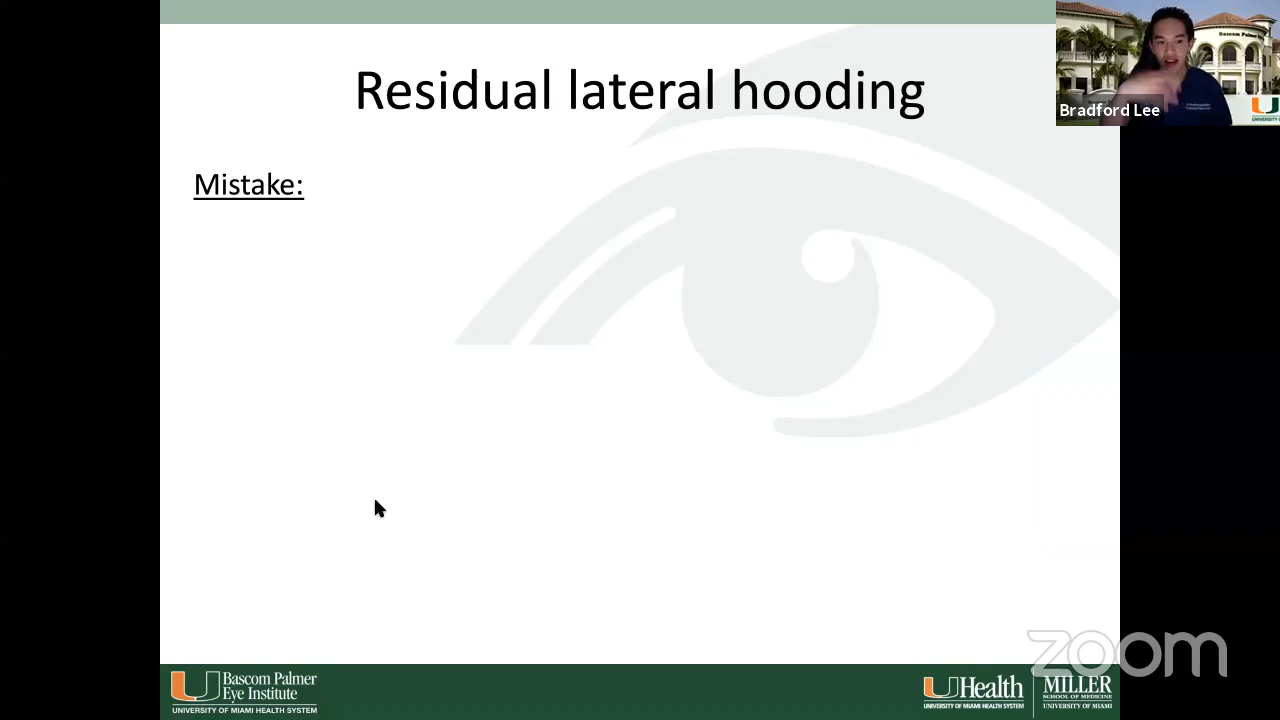 Residual lateral hooding
Bradford Lee
Mistake:
zoom
Bascom Palmer
Eye Institute
UNIVERSITY OF MIAMI HEALTH SYSTEM
UHealth
UNIVERSITY OF MIAMI HEALTH SYSTEM
MILLER
SCHOOL OF MEDICINE
UNIVERSITY OF MIAMI